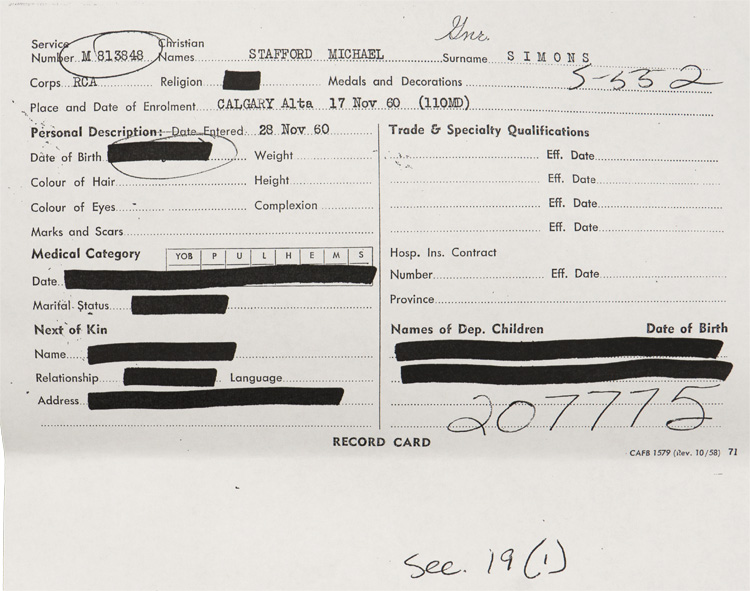 Gnr.
Service Number M 813848 Christian Names STAFFORD MICHAEL Surname SIMONS
Corps RCA Religion Medals and Decorations S-552
Place and Date of Enrolment CALGARY Alta 17 Nov 60 (110MD)
Personal Description: Date Entered 28 Nov 60
Date of Birth Weight
Colour of Hair Height
Colour of Eyes - Complexion
Marks and Scars
Medical Category YOB P U L H E M S
Date
Marital Status
Next of Kin
Name
Relationship Language
Address
Trade & Specialty Qualifications
Eff. Date
Eff. Date
Eff. Date
Eff. Date
Hosp. Ins. Contract
Number Eff. Date
Province
Names of Dep. Children Date of Birth
207775
RECORD CARD
CAFB 1579 (Rev. 10/58) 71
Sec. 19 (1)